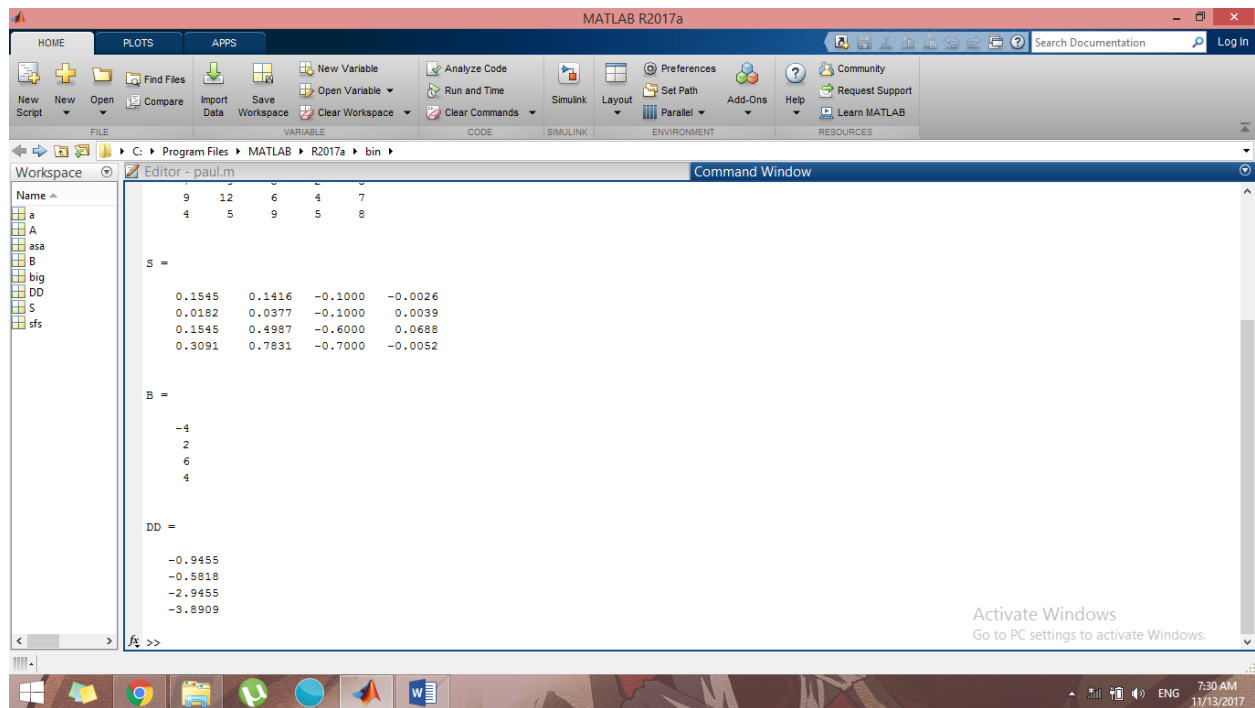 MATLAB R2017a
HOME PLOTS APPS Search Documentation Log In
New Script New Open Find Files Compare Import Data Save Workspace New Variable Open Variable Clear Workspace Analyze Code Run and Time Clear Commands Simulink Layout Preferences Set Path Parallel Add-Ons Help Community Request Support Learn MATLAB
FILE VARIABLE CODE SIMULINK ENVIRONMENT RESOURCES
C: Program Files MATLAB R2017a bin
Workspace
Name
a
A
asa
B
big
DD
S
sfs
Editor - paul.m Command Window
9 12 6 4 7
4 5 9 5 8
S =
0.1545 0.1416 -0.1000 -0.0026
0.0182 0.0377 -0.1000 0.0039
0.1545 0.4987 -0.6000 0.0688
0.3091 0.7831 -0.7000 -0.0052
B =
-4
2
6
4
DD =
-0.9455
-0.5818
-2.9455
-3.8909
fx >>
Activate Windows
Go to PC settings to activate Windows.
ENG 7:30 AM
11/13/2017